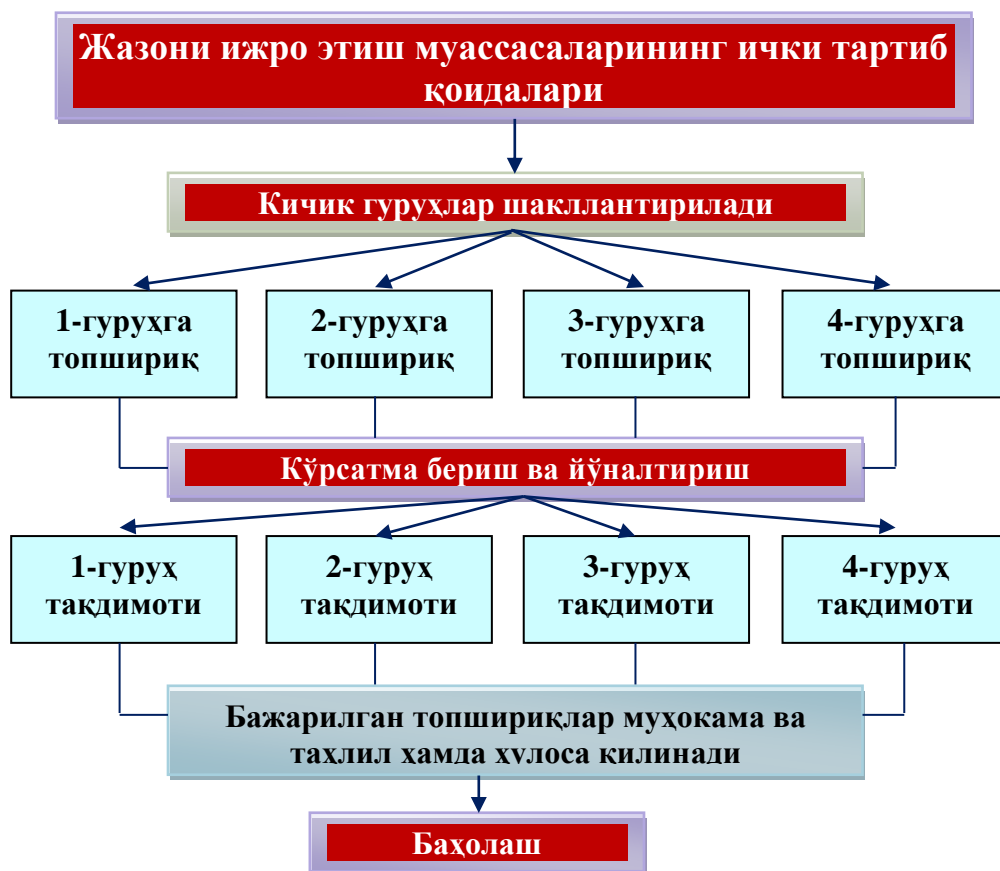 Жазони ижро этиш муассасаларининг ички тартиб
қоидалари
Кичик гуруҳлар шакллантирилади
1-гуруҳга
топшириқ
2-гуруҳга
топшириқ
3-гуруҳга
топшириқ
4-гуруҳга
топшириқ
Кўрсатма бериш ва йўналтириш
1-гуруҳ
тақдимоти
2-гуруҳ
тақдимоти
3-гуруҳ
тақдимоти
4-гуруҳ
тақдимоти
Бажарилган топшириқлар муҳокама ва
таҳлил ҳамда хулоса қилинади
Баҳолаш